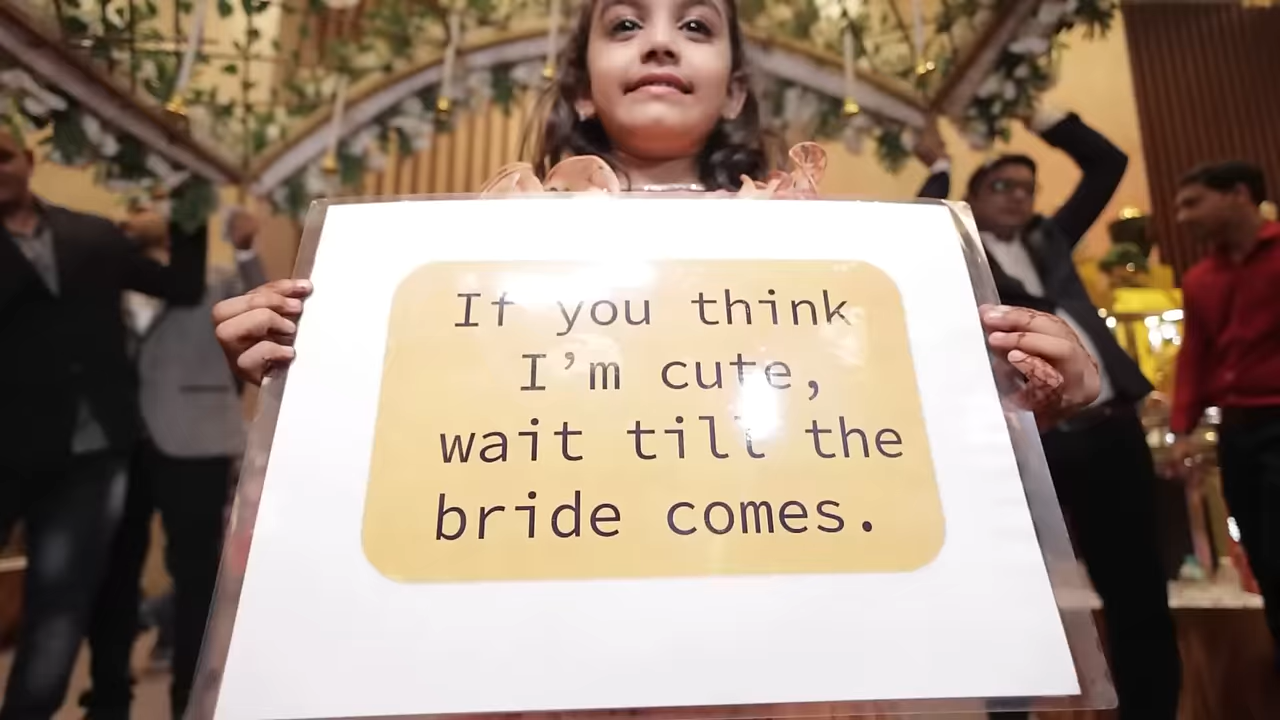 If you think
I’m cute,
wait till the
bride comes.